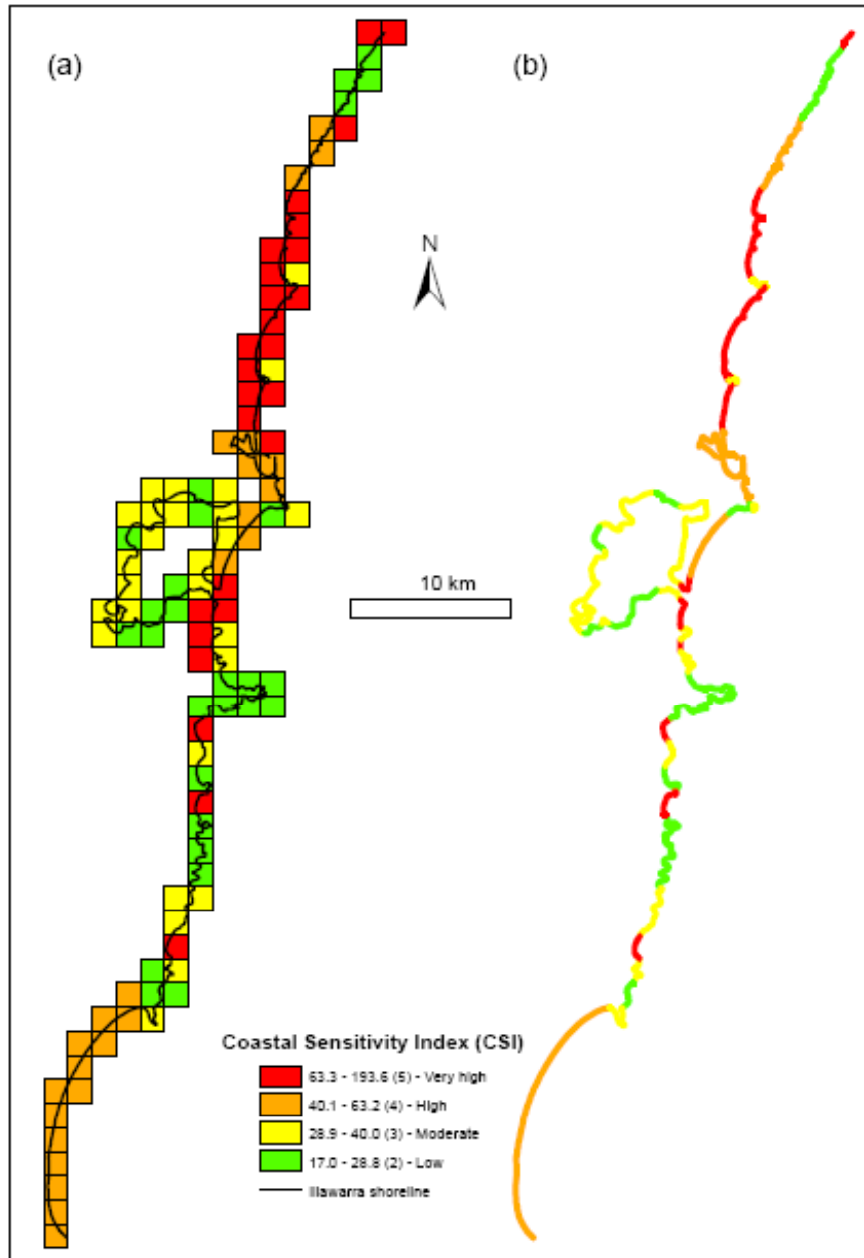 (a)
(b)
N
10 km
Coastal Sensitivity Index (CSI)
63.3 - 193.6 (5) - Very high
40.1 - 63.2 (4) - High
28.9 - 40.0 (3) - Moderate
17.0 - 28.8 (2) - Low
Illawarra shoreline